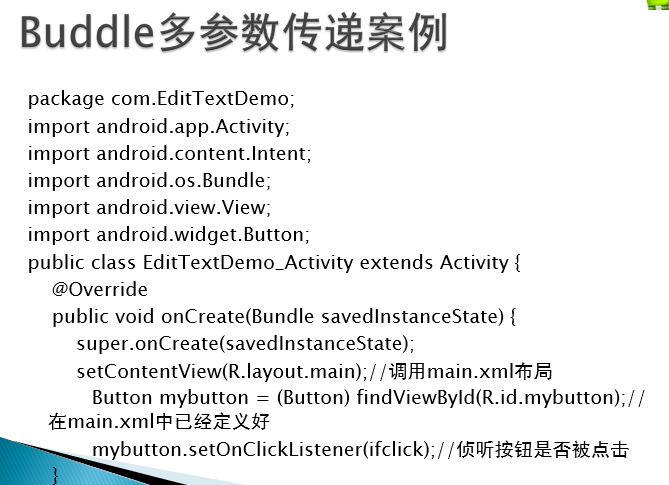 Buddle多参数传递案例
package com.EditTextDemo;
import android.app.Activity;
import android.content.Intent;
import android.os.Bundle;
import android.view.View;
import android.widget.Button;
public class EditTextDemo_Activity extends Activity {
@Override
public void onCreate(Bundle savedInstanceState) {
super.onCreate(savedInstanceState);
setContentView(R.layout.main);//调用main.xml布局
Button mybutton = (Button) findViewById(R.id.mybutton);//
在main.xml中已经定义好
mybutton.setOnClickListener(ifclick);//侦听按钮是否被点击
}